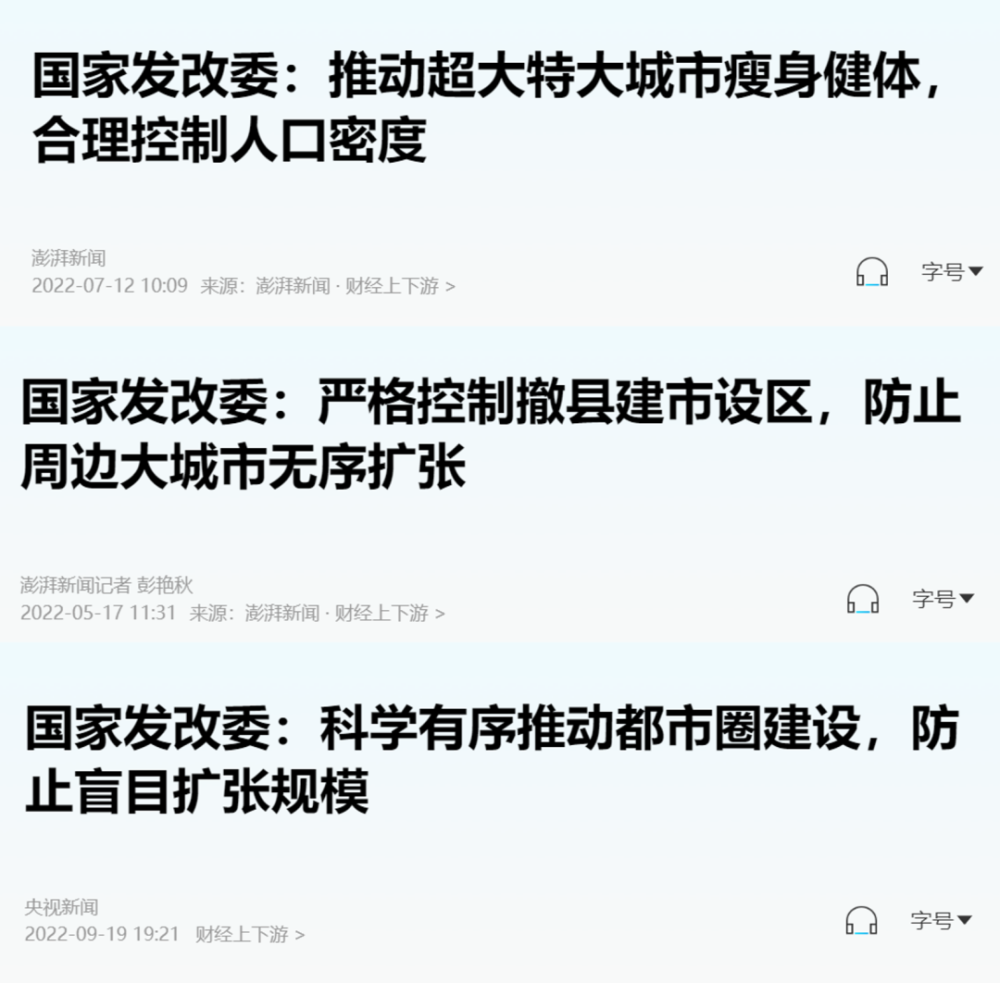 国家发改委：推动超大特大城市瘦身健体，
合理控制人口密度
澎湃新闻
2022-07-12 10:09 来源：澎湃新闻·财经上下游 >
字号▼
国家发改委：严格控制撤县建市设区，防止
周边大城市无序扩张
澎湃新闻记者 彭艳秋
2022-05-17 11:31 来源：澎湃新闻·财经上下游 >
字号▼
国家发改委：科学有序推动都市圈建设，防
止盲目扩张规模
央视新闻
2022-09-19 19:21 财经上下游 >
字号▼